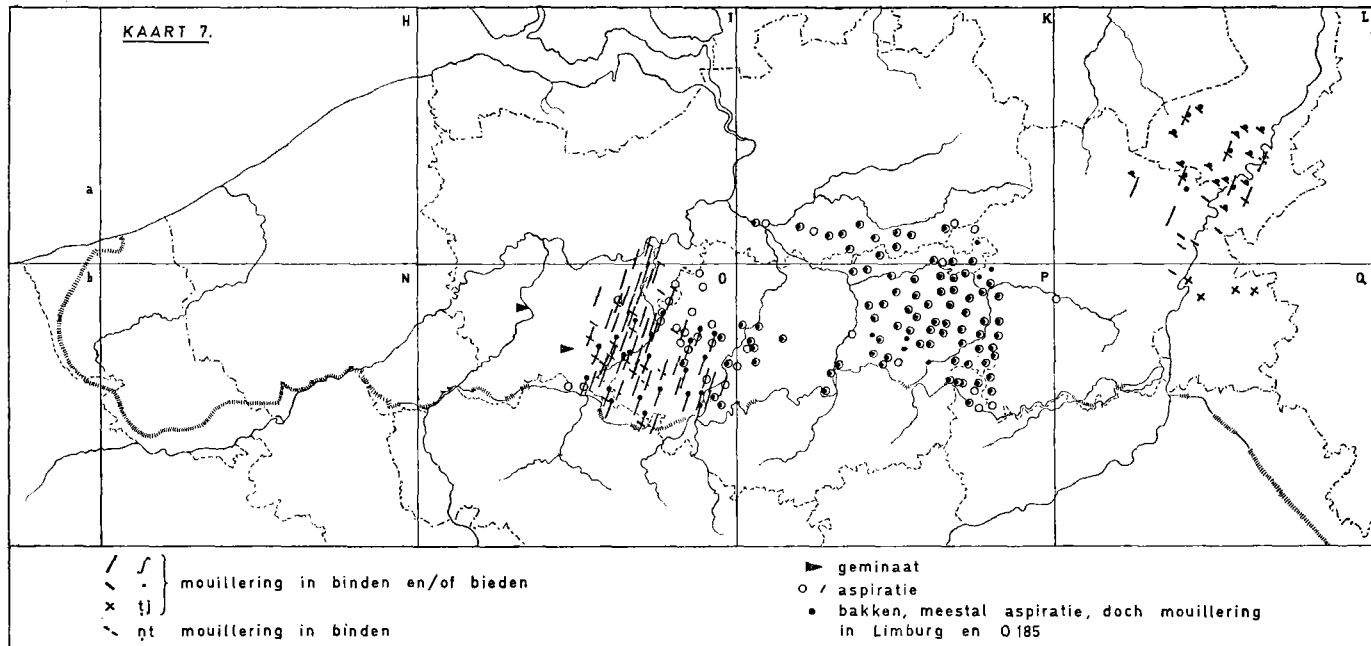 KAART 7.
H
I
K
L
a
b
N
O
P
Q
ʃ
mouillering in binden en/of bieden
tj
nt mouillering in binden
geminaat
aspiratie
bakken, meestal aspiratie, doch mouillering
in Limburg en O 185